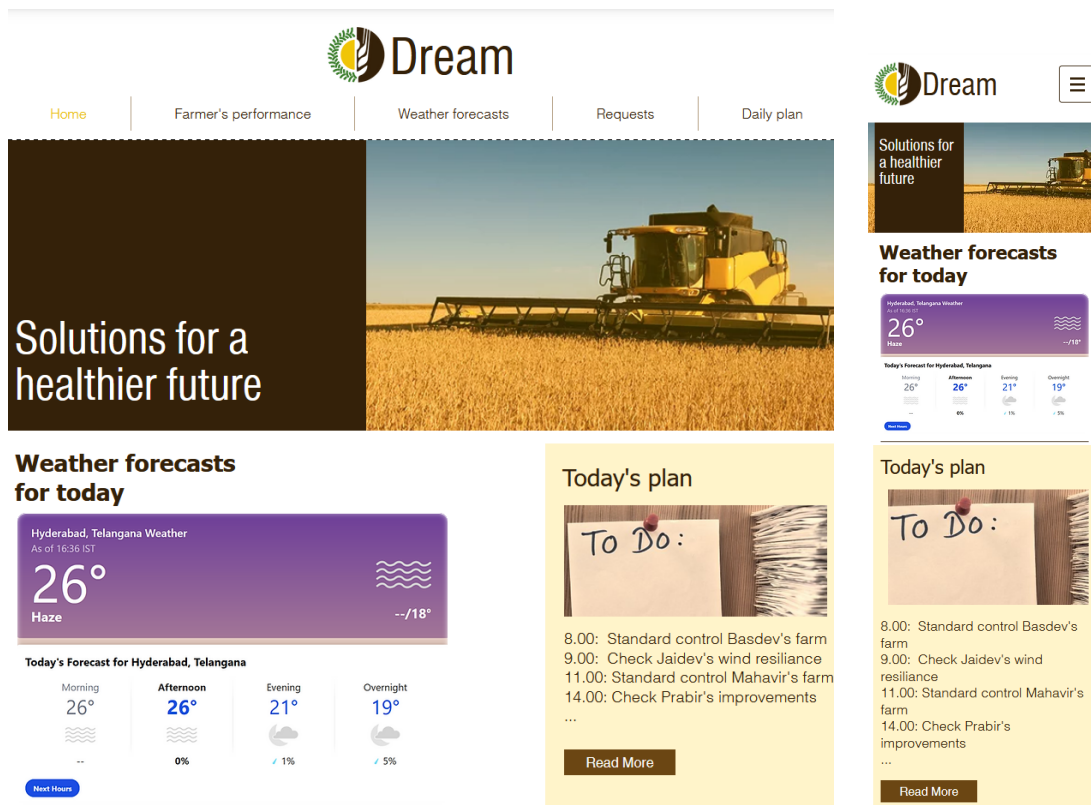 Dream
Home
Farmer's performance
Weather forecasts
Requests
Daily plan
Solutions for a
healthier future
Weather forecasts
for today
Hyderabad, Telangana Weather
As of 16:36 IST
26°
Haze
--/18°
Today's Forecast for Hyderabad, Telangana
Morning
Afternoon
Evening
Overnight
26°
26°
21°
19°
--
0%
1%
5%
Next Hours
Today's plan
TO DO:
8.00:  Standard control Basdev's farm
9.00:  Check Jaidev's wind resiliance
11.00: Standard control Mahavir's farm
14.00: Check Prabir's improvements
...
Read More
Dream
Solutions for
a healthier
future
Weather forecasts
for today
Hyderabad, Telangana Weather
As of 16:36 IST
26°
Haze
--/18°
Today's Forecast for Hyderabad, Telangana
Morning
Afternoon
Evening
Overnight
26°
26°
21°
19°
--
0%
1%
5%
Next Hours
Today's plan
TO DO:
8.00:  Standard control Basdev's
farm
9.00:  Check Jaidev's wind
resiliance
11.00: Standard control Mahavir's
farm
14.00: Check Prabir's
improvements
...
Read More